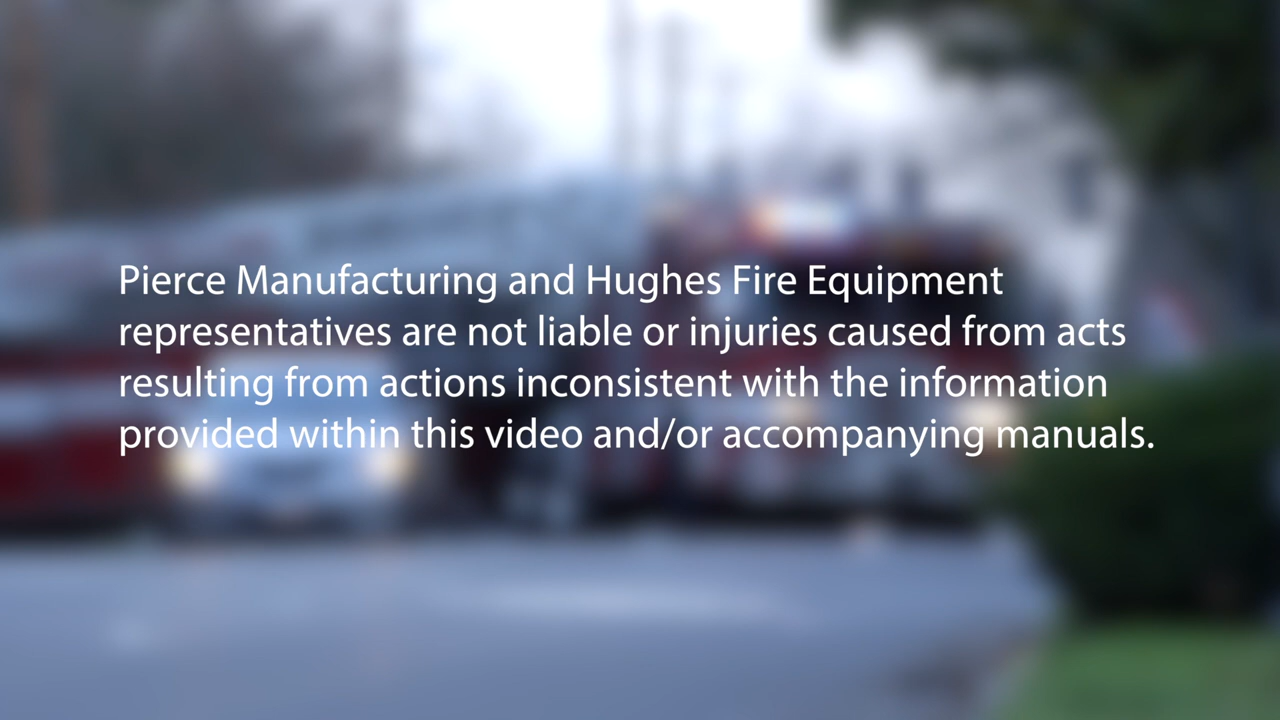 Pierce Manufacturing and Hughes Fire Equipment
representatives are not liable or injuries caused from acts
resulting from actions inconsistent with the information
provided within this video and/or accompanying manuals.